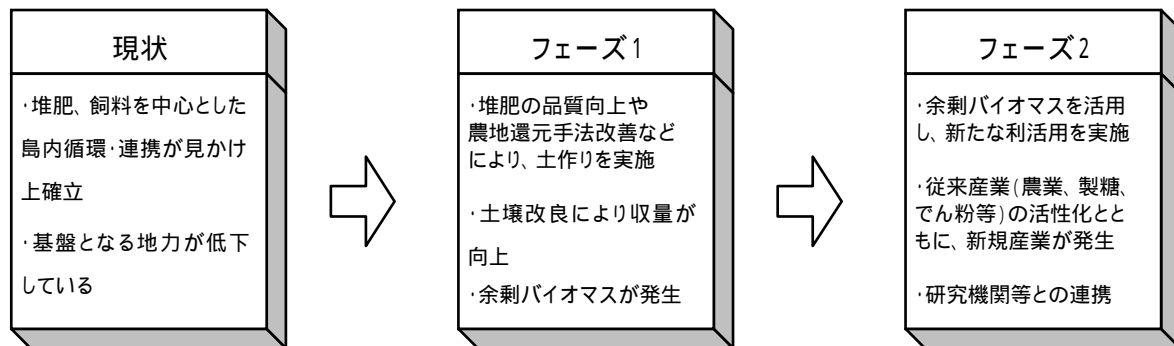 現状
・堆肥、飼料を中心とした
島内循環・連携が見かけ
上確立
・基盤となる地力が低下
している
フェーズ1
・堆肥の品質向上や
農地還元手法改善など
により、土作りを実施
・土壌改良により収量が
向上
・余剰バイオマスが発生
フェーズ2
・余剰バイオマスを活用
し、新たな利活用を実施
・従来産業(農業、製糖、
でん粉等)の活性化とと
もに、新規産業が発生
・研究機関等との連携